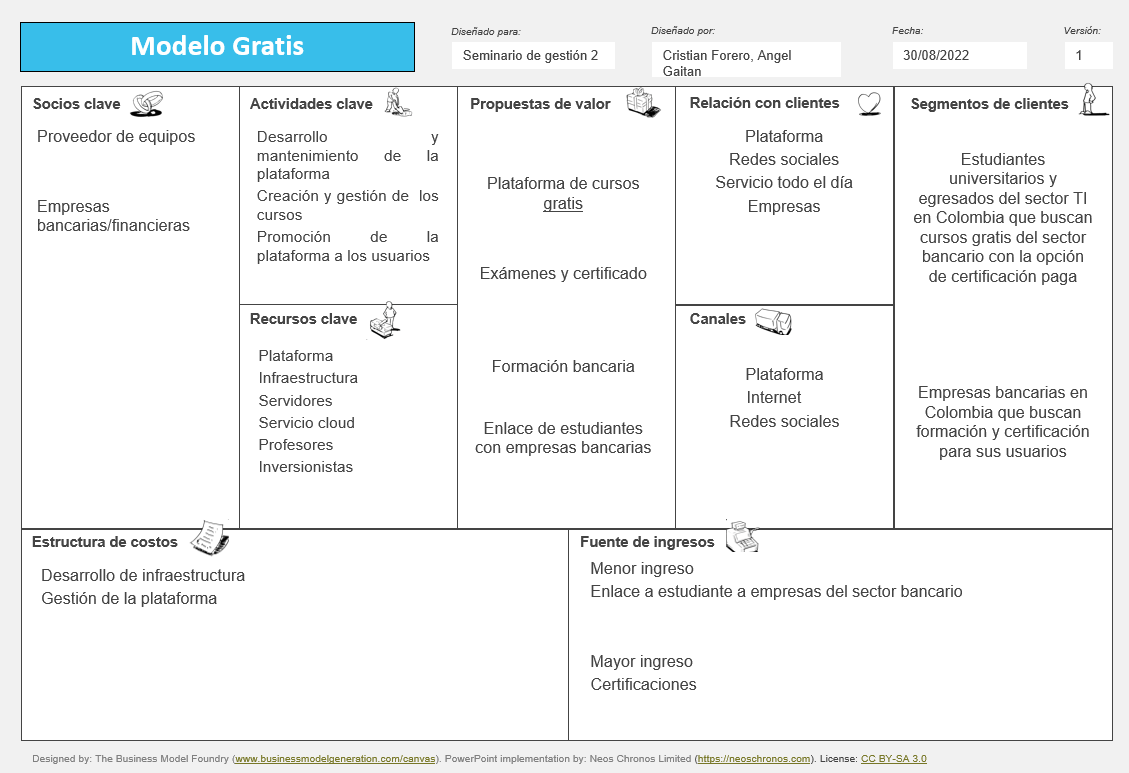 Modelo Gratis
Diseñado para:
Seminario de gestión 2
Diseñado por:
Cristian Forero, Angel
Gaitan
Fecha:
30/08/2022
Versión:
1
Socios clave
Proveedor de equipos
Empresas
bancarias/financieras
Actividades clave
Desarrollo y
mantenimiento de la
plataforma
Creación y gestión de los
cursos
Promoción de la
plataforma a los usuarios
Recursos clave
Plataforma
Infraestructura
Servidores
Servicio cloud
Profesores
Inversionistas
Propuestas de valor
Plataforma de cursos
gratis
Exámenes y certificado
Formación bancaria
Enlace de estudiantes
con empresas bancarias
Relación con clientes
Plataforma
Redes sociales
Servicio todo el día
Empresas
Canales
Plataforma
Internet
Redes sociales
Segmentos de clientes
Estudiantes
universitarios y
egresados del sector TI
en Colombia que buscan
cursos gratis del sector
bancario con la opción
de certificación paga
Empresas bancarias en
Colombia que buscan
formación y certificación
para sus usuarios
Estructura de costos
Desarrollo de infraestructura
Gestión de la plataforma
Fuente de ingresos
Menor ingreso
Enlace a estudiante a empresas del sector bancario
Mayor ingreso
Certificaciones
Designed by: The Business Model Foundry (www.businessmodelgeneration.com/canvas). PowerPoint implementation by: Neos Chronos Limited (https://neoschronos.com). License: CC BY-SA 3.0